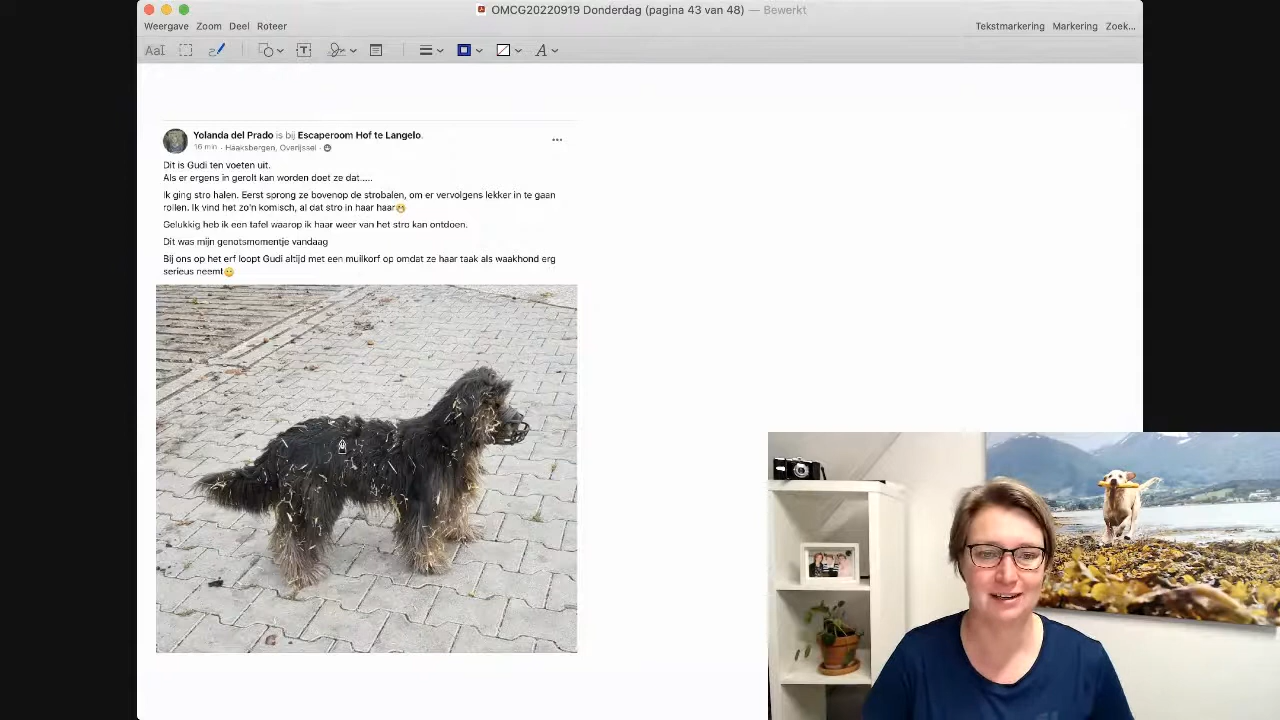 OMCG20220919 Donderdag (pagina 43 van 48) — Bewerkt
Weergave Zoom Deel Roteer
Tekstmarkering Markering Zoek...
Yolanda del Prado is bij Escaperoom Hof te Langelo.
16 min · Haaksbergen, Overijssel ·
Dit is Gudi ten voeten uit.
Als er ergens in gerolt kan worden doet ze dat.....
Ik ging stro halen. Eerst sprong ze bovenop de strobalen, om er vervolgens lekker in te gaan
rollen. Ik vind het zo'n komisch, al dat stro in haar haar😁
Gelukkig heb ik een tafel waarop ik haar weer van het stro kan ontdoen.
Dit was mijn genotsmomentje vandaag
Bij ons op het erf loopt Gudi altijd met een muilkorf op omdat ze haar taak als waakhond erg
serieus neemt😊